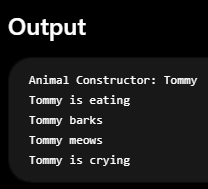 Output
Animal Constructor: Tommy
Tommy is eating
Tommy barks
Tommy meows
Tommy is crying